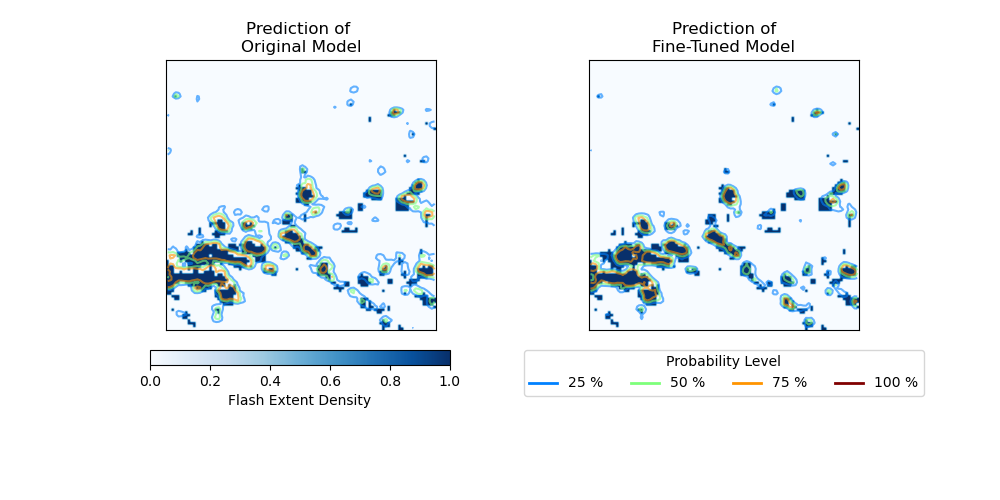 Prediction of
Original Model
Prediction of
Fine-Tuned Model
0.0 0.2 0.4 0.6 0.8 1.0
Flash Extent Density
Probability Level
25 % 50 % 75 % 100 %